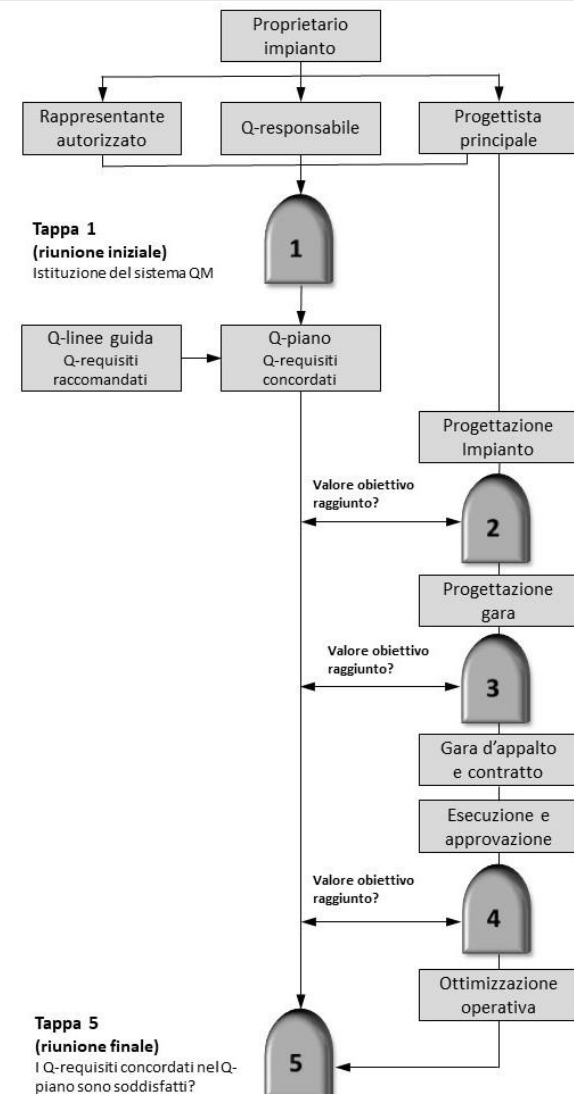 Proprietario
impianto
Rappresentante
autorizzato
Q-responsabile
Progettista
principale
Tappa 1
(riunione iniziale)
Istituzione del sistema QM
1
Q-linee guida
Q-requisiti
raccomandati
Q-piano
Q-requisiti
concordati
Progettazione
Impianto
Valore obiettivo
raggiunto?
2
Progettazione
gara
Valore obiettivo
raggiunto?
3
Gara d'appalto
e contratto
Esecuzione e
approvazione
Valore obiettivo
raggiunto?
4
Ottimizzazione
operativa
Tappa 5
(riunione finale)
I Q-requisiti concordati nel Q-
piano sono soddisfatti?
5